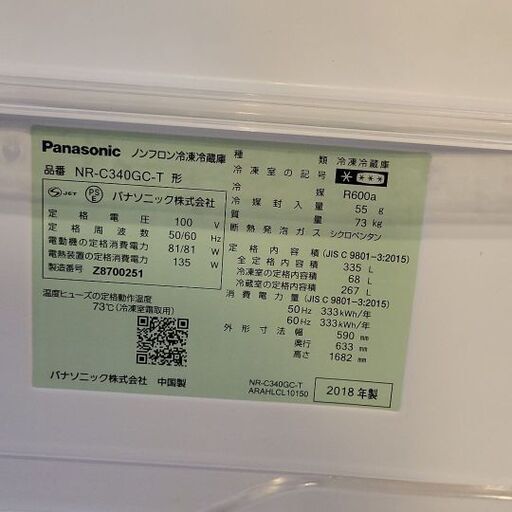 Panasonic ノンフロン冷凍冷蔵庫
品番 NR-C340GC-T 形
JET PSE パナソニック株式会社
定格電圧 100 V
定格周波数 50/60 Hz
電動機の定格消費電力 81/81 W
電熱装置の定格消費電力 135 W
製造番号 Z8700251
温度ヒューズの定格動作温度
73℃(冷凍室霜取用)
パナソニック株式会社 中国製
種類 冷凍冷蔵庫
冷凍室の記号
冷媒 R600a
冷媒封入量 55 g
質量 73 kg
断熱発泡ガス シクロペンタン
定格内容積 (JIS C 9801-3:2015)
全定格内容積 335 L
冷凍室の定格内容積 68 L
冷蔵室の定格内容積 267 L
消費電力量 (JIS C 9801-3:2015)
50Hz 333kWh/年
60Hz 333kWh/年
外形寸法 幅 590 mm
奥行 633 mm
高さ 1682 mm
NR-C340GC-T
ARAHLCL10150
2018 年製